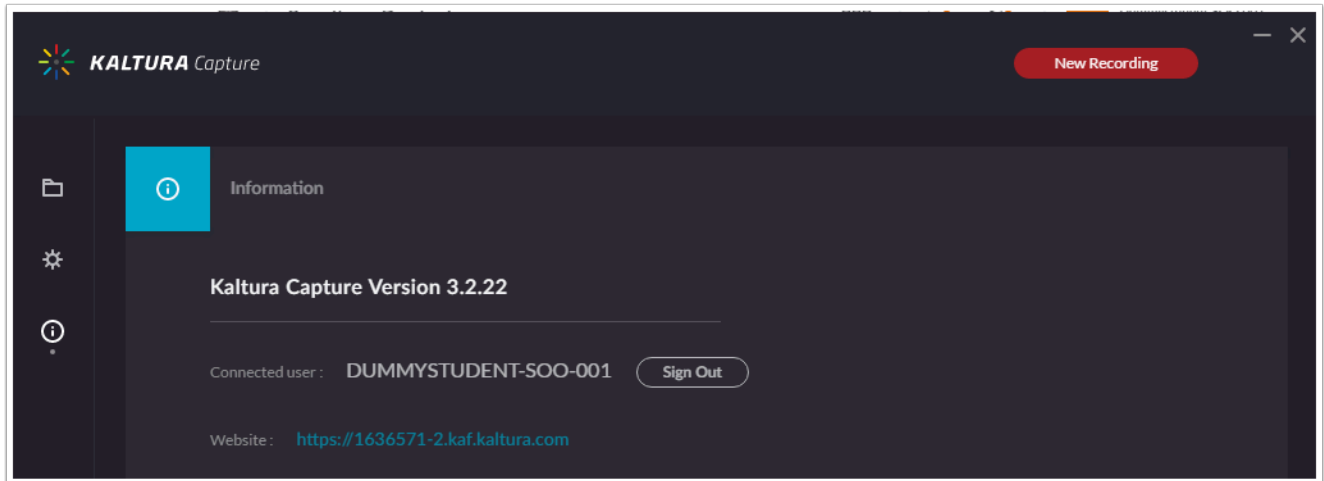 KALTURA Capture
New Recording
Information
Kaltura Capture Version 3.2.22
Connected user : DUMMYSTUDENT-SOO-001 Sign Out
Website : https://1636571-2.kaf.kaltura.com